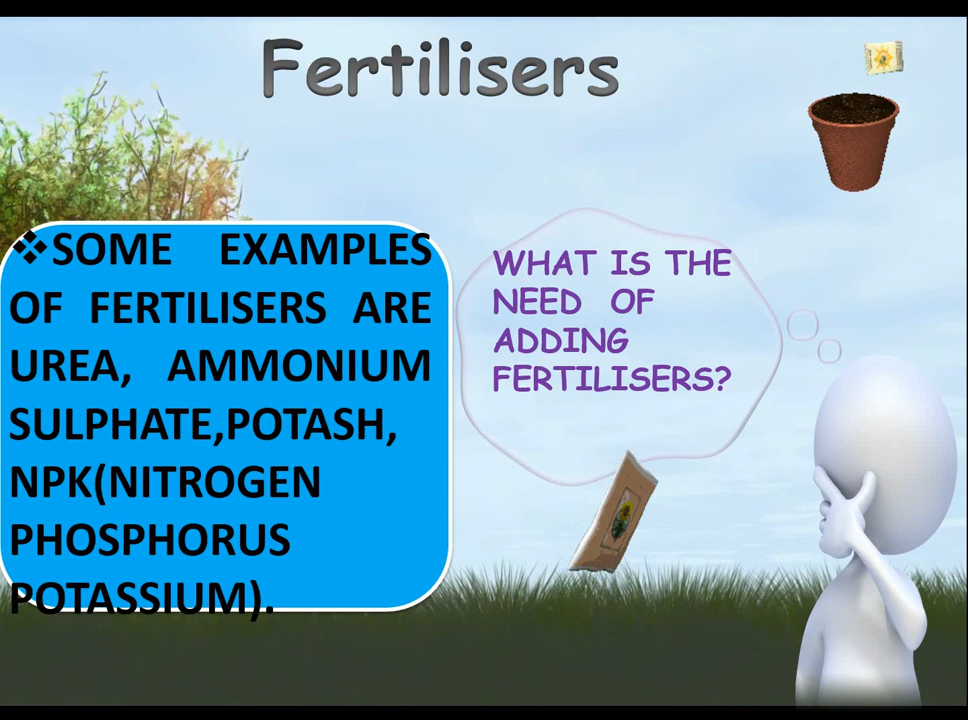 Fertilisers
❖SOME EXAMPLES
OF FERTILISERS ARE
UREA, AMMONIUM
SULPHATE,POTASH,
NPK(NITROGEN
PHOSPHORUS
POTASSIUM).
WHAT IS THE
NEED OF
ADDING
FERTILISERS?